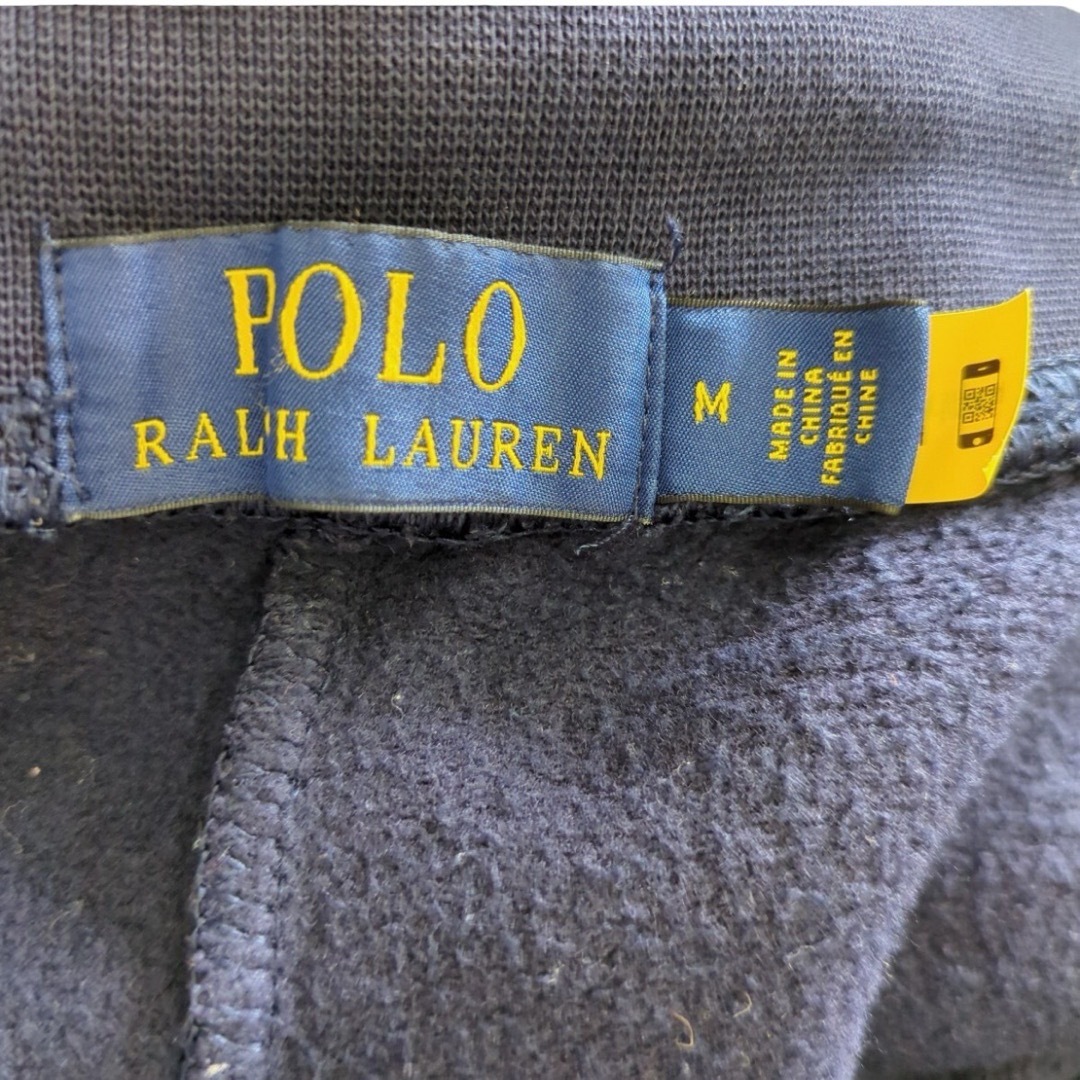 POLO
RALPH LAUREN
M
MADE IN
CHINA
FABRIQUÉ EN
CHINE